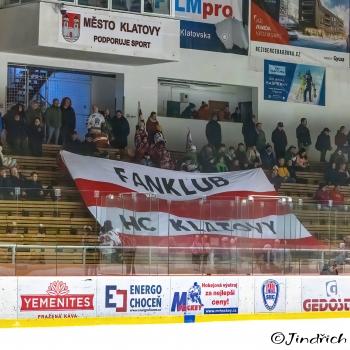 MĚSTO KLATOVY
PODPORUJE SPORT
LMpro
Klatovská
FANKLUB
HC KLATOVY
YEMENITES
PRAŽENÁ KÁVA
ENERGO
CHOCEŇ
Hokejová výstroj
za nejlepší
ceny!
GEDOS
©Jindřich